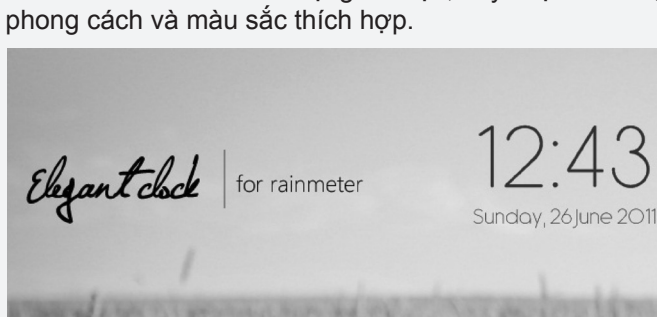 phong cách và màu sắc thích hợp.
Elegant clock
for rainmeter
12:43
Sunday, 26 June 2011